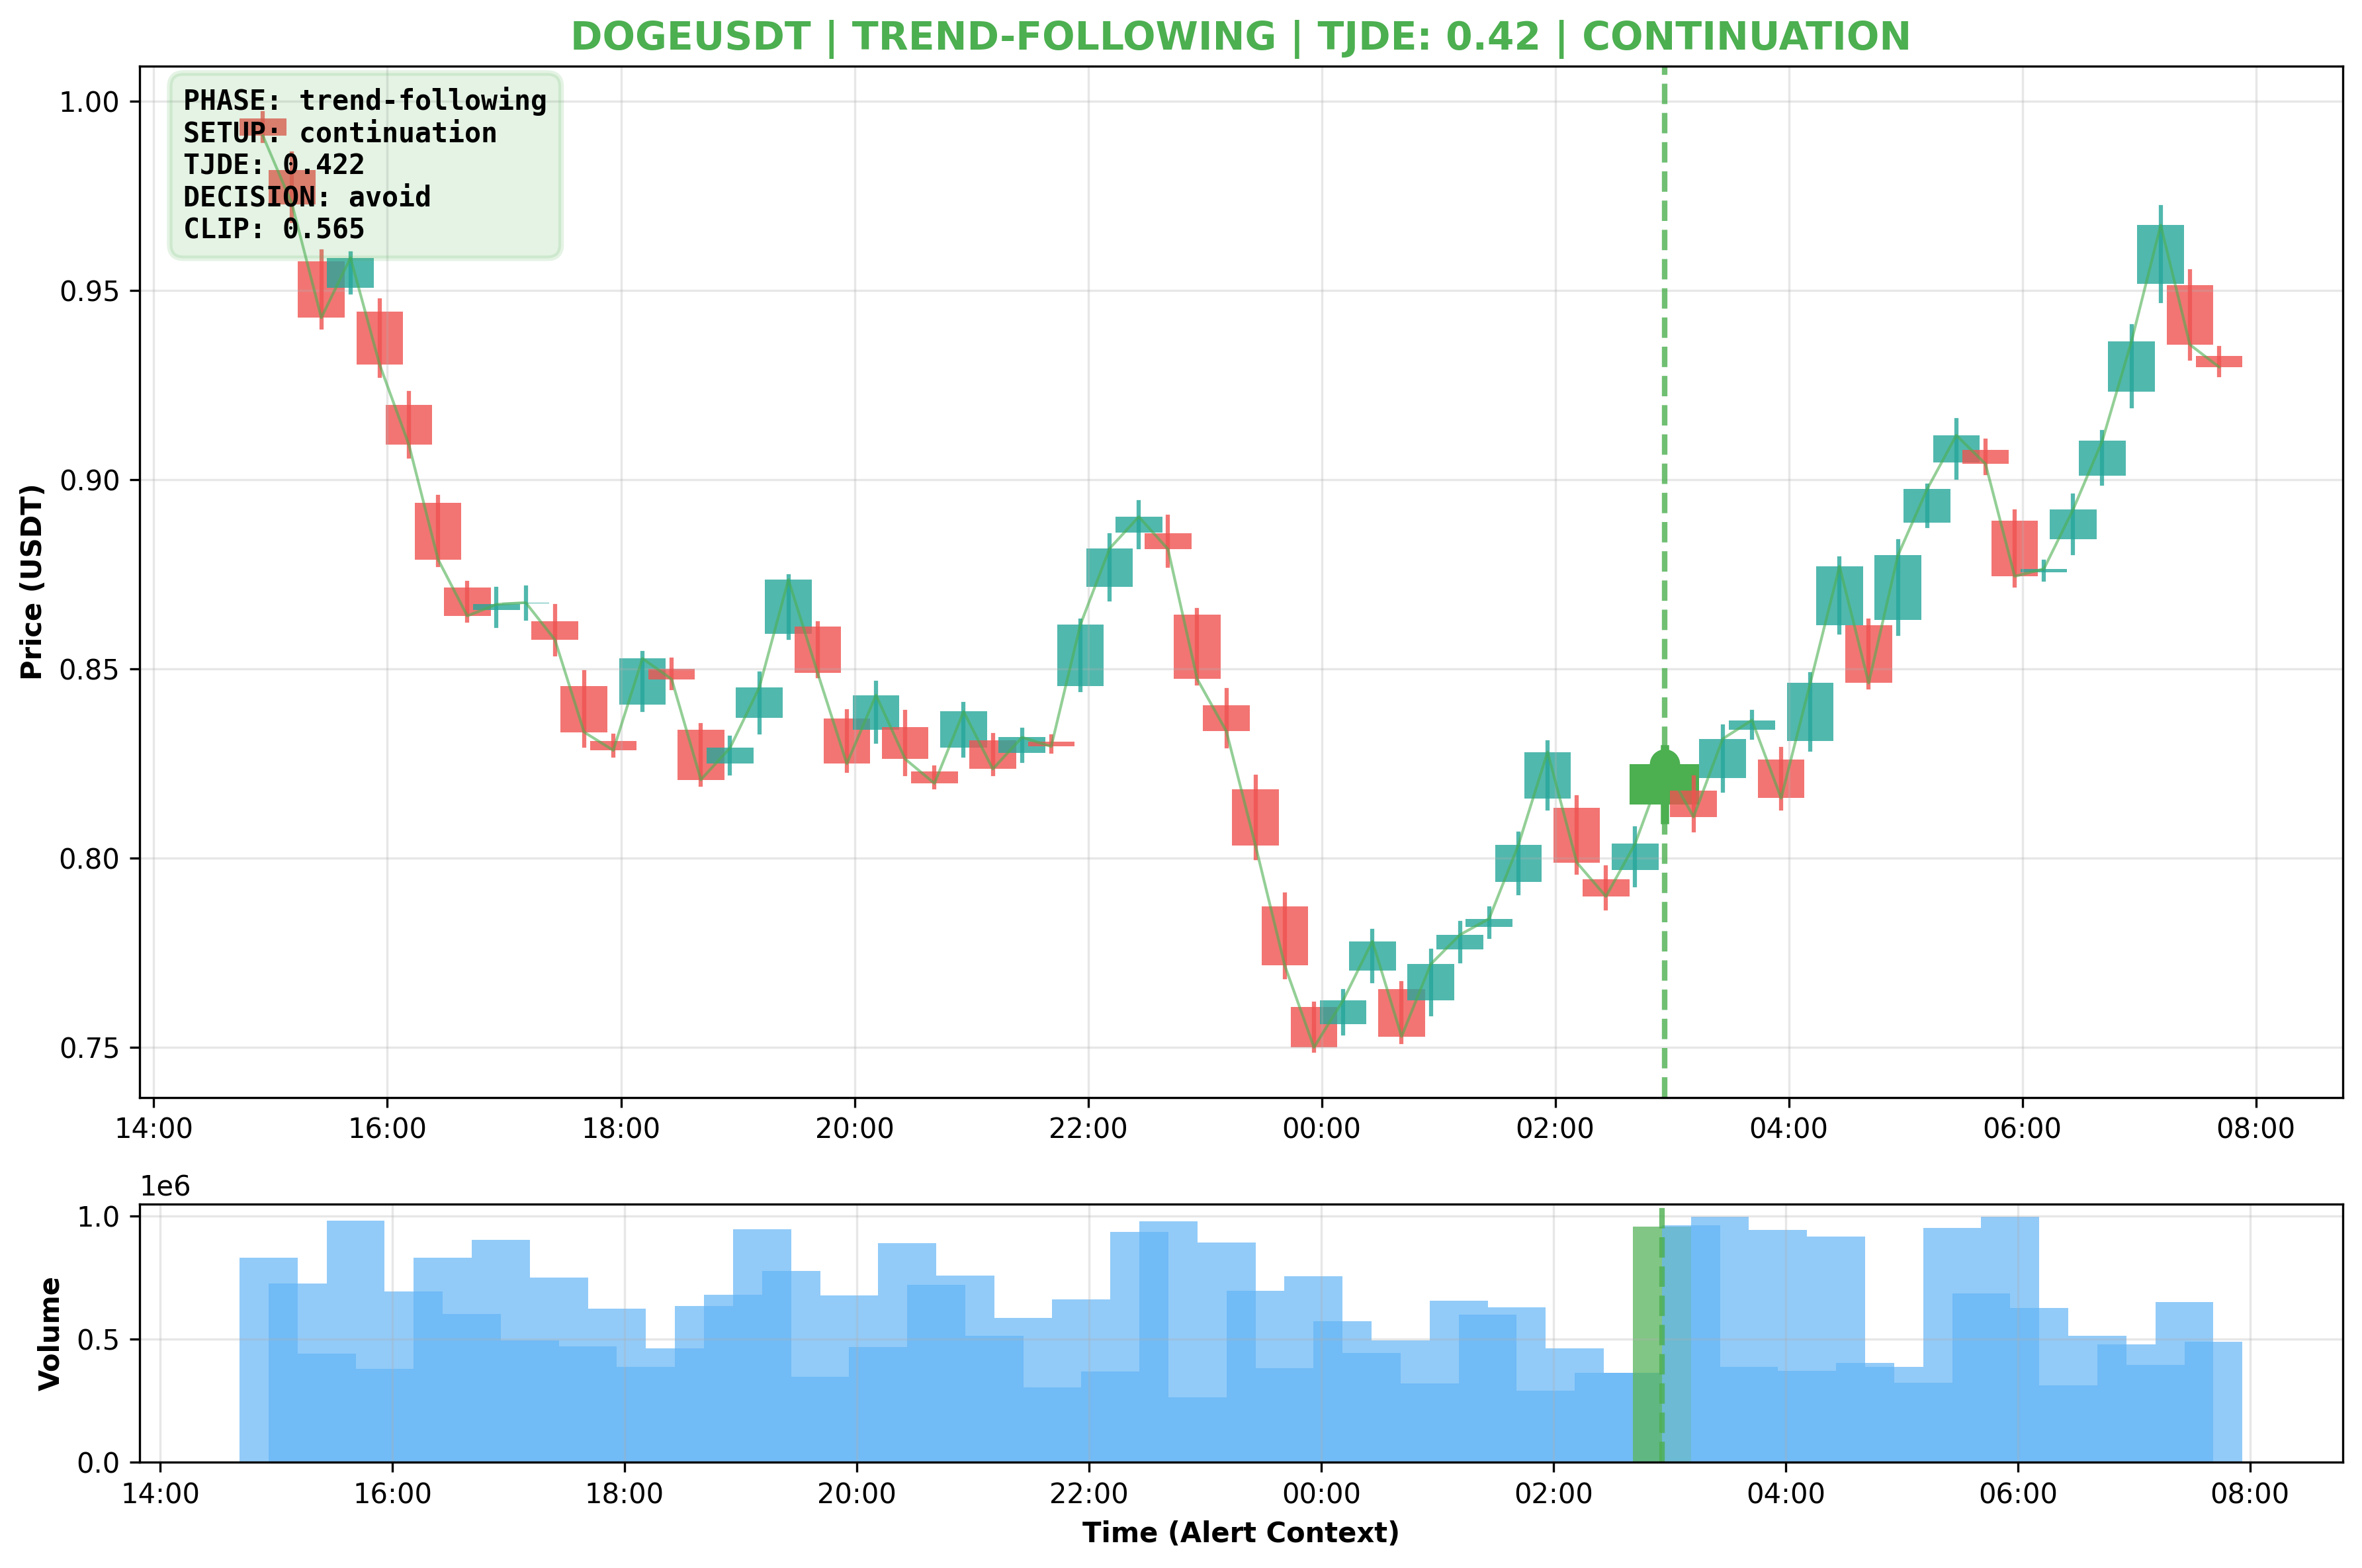 DOGEUSDT | TREND-FOLLOWING | TJDE: 0.42 | CONTINUATION
PHASE: trend-following
SETUP: continuation
TJDE: 0.422
DECISION: avoid
CLIP: 0.565
Price (USDT)
1.00
0.95
0.90
0.85
0.80
0.75
14:00 16:00 18:00 20:00 22:00 00:00 02:00 04:00 06:00 08:00
1e6
Volume
1.0
0.5
0.0
14:00 16:00 18:00 20:00 22:00 00:00 02:00 04:00 06:00 08:00
Time (Alert Context)